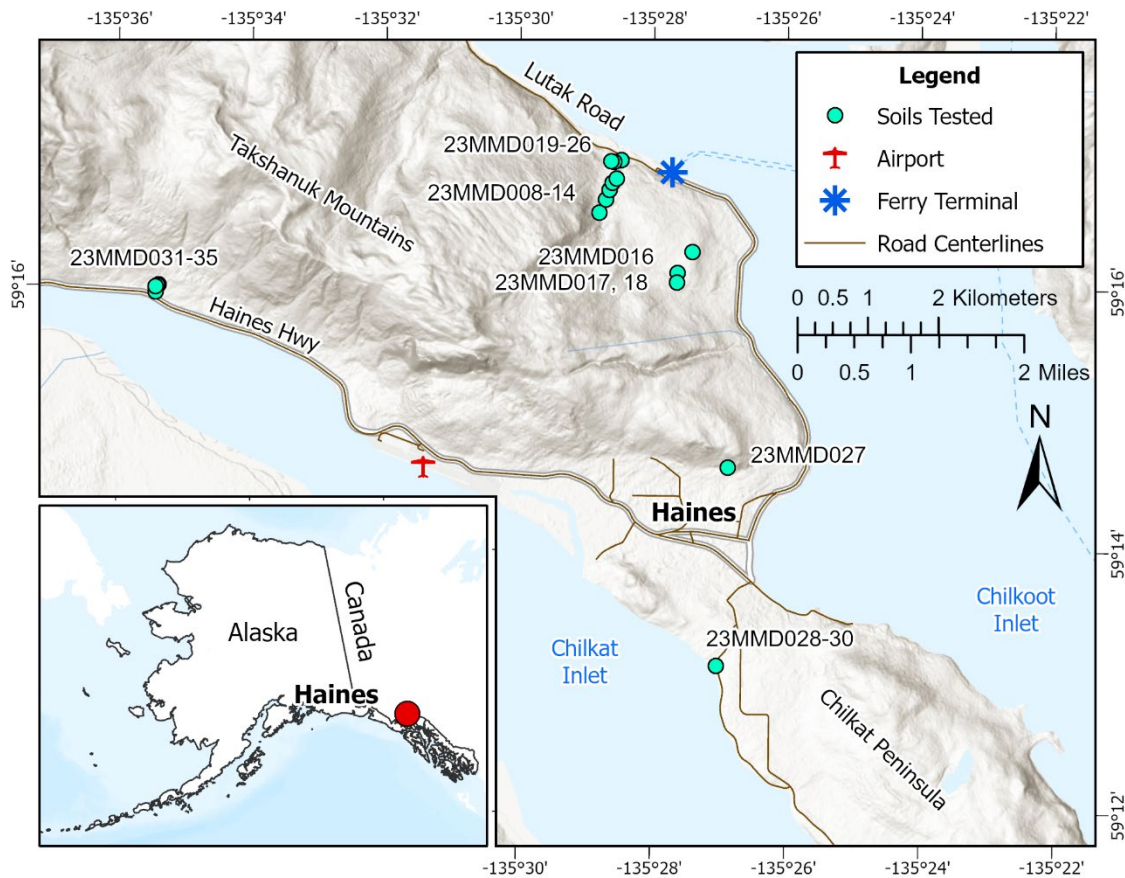 -135°36'
-135°34'
-135°32'
-135°30'
-135°28'
-135°26'
-135°24'
-135°22'
Lutak Road
Legend
Soils Tested
Airport
Ferry Terminal
Road Centerlines
23MMD019-26
Takshanuk Mountains
23MMD008-14
23MMD031-35
23MMD016
23MMD017, 18
59°16'
59°16'
0 0.5 1 2 Kilometers
0 0.5 1 2 Miles
Haines Hwy
N
23MMD027
Haines
59°14'
Canada
Alaska
Haines
Chilkoot
Inlet
23MMD028-30
Chilkat
Inlet
Chilkat Peninsula
59°12'
-135°30'
-135°28'
-135°26'
-135°24'
-135°22'